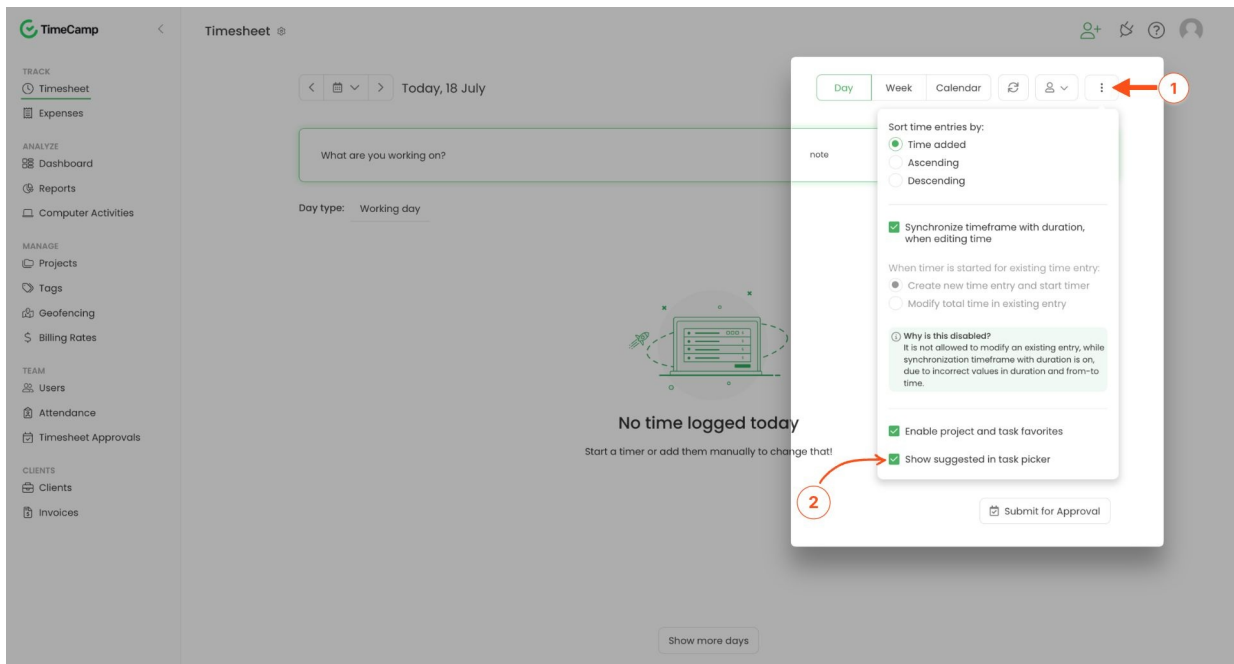 TimeCamp
Timesheet
TRACK
Timesheet
Expenses
ANALYZE
Dashboard
Reports
Computer Activities
MANAGE
Projects
Tags
Geofencing
$ Billing Rates
TEAM
Users
Attendance
Timesheet Approvals
CLIENTS
Clients
Invoices
Today, 18 July
Day Week Calendar
1
What are you working on?
note
Day type: Working day
Sort time entries by:
Time added
Ascending
Descending
Synchronize timeframe with duration,
when editing time
When timer is started for existing time entry:
Create new time entry and start timer
Modify total time in existing entry
Why is this disabled?
It is not allowed to modify an existing entry, while
synchronization timeframe with duration is on,
due to incorrect values in duration and from-to
time.
Enable project and task favorites
Show suggested in task picker
2
No time logged today
Start a timer or add them manually to change that!
Submit for Approval
Show more days